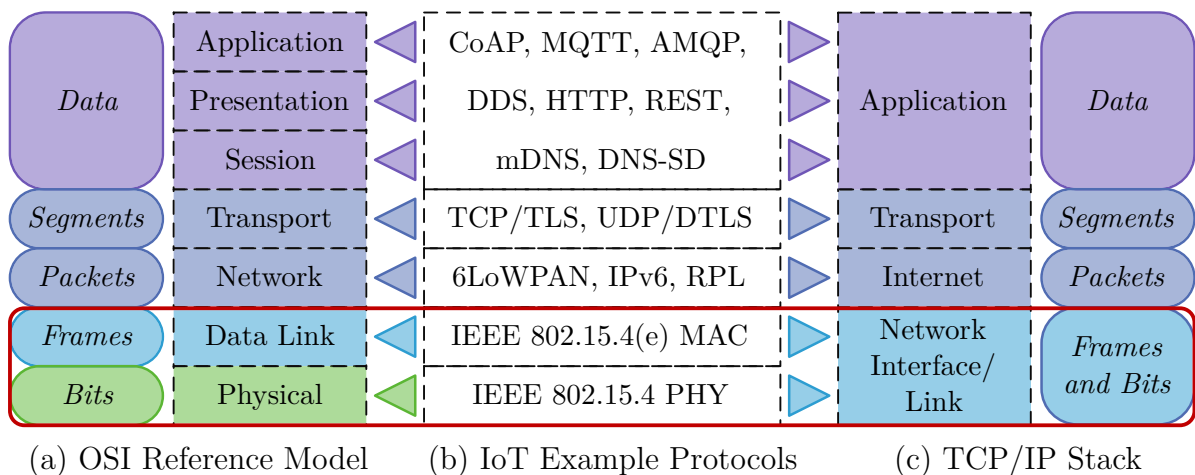 Data
Application
CoAP, MQTT, AMQP,
Application
Data
Presentation
DDS, HTTP, REST,
Session
mDNS, DNS-SD
Segments
Transport
TCP/TLS, UDP/DTLS
Transport
Segments
Packets
Network
6LoWPAN, IPv6, RPL
Internet
Packets
Frames
Data Link
IEEE 802.15.4(e) MAC
Network
Interface/
Link
Frames
and Bits
Bits
Physical
IEEE 802.15.4 PHY
(a) OSI Reference Model
(b) IoT Example Protocols
(c) TCP/IP Stack